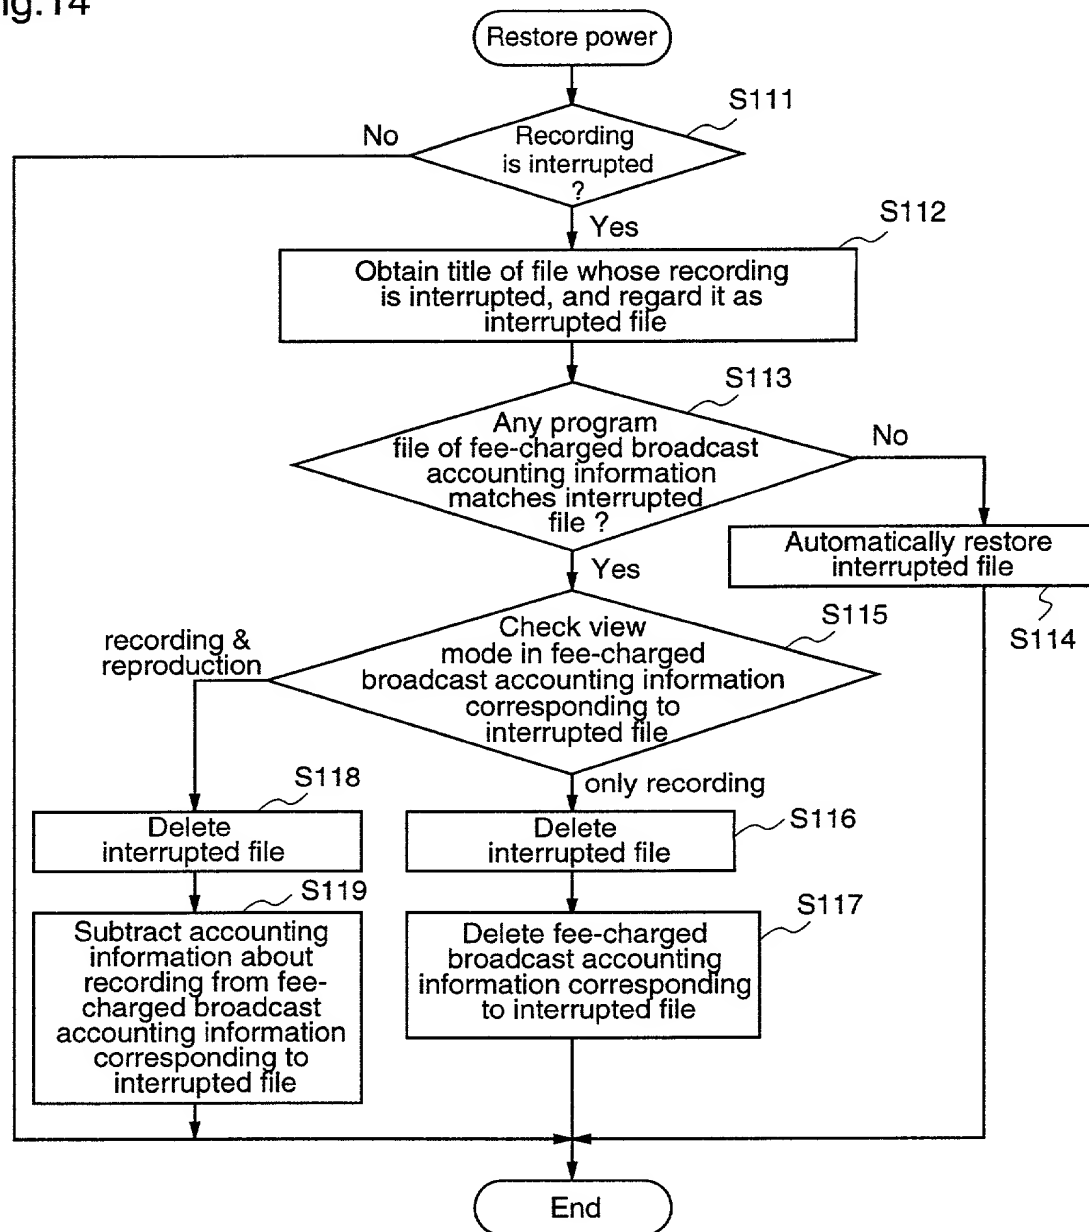 ig.14
Restore power
S111
No
Recording
is interrupted
?
Yes
S112
Obtain title of file whose recording
is interrupted, and regard it as
interrupted file
S113
Any program
file of fee-charged broadcast
accounting information
matches interrupted
file ?
No
Yes
Automatically restore
interrupted file
S114
S115
Check view
mode in fee-charged
broadcast accounting information
corresponding to
interrupted file
recording &
reproduction
only recording
S118
Delete
interrupted file
S116
Delete
interrupted file
S119
Subtract accounting
information about
recording from fee-
charged broadcast
accounting information
corresponding to
interrupted file
S117
Delete fee-charged
broadcast accounting
information corresponding
to interrupted file
End